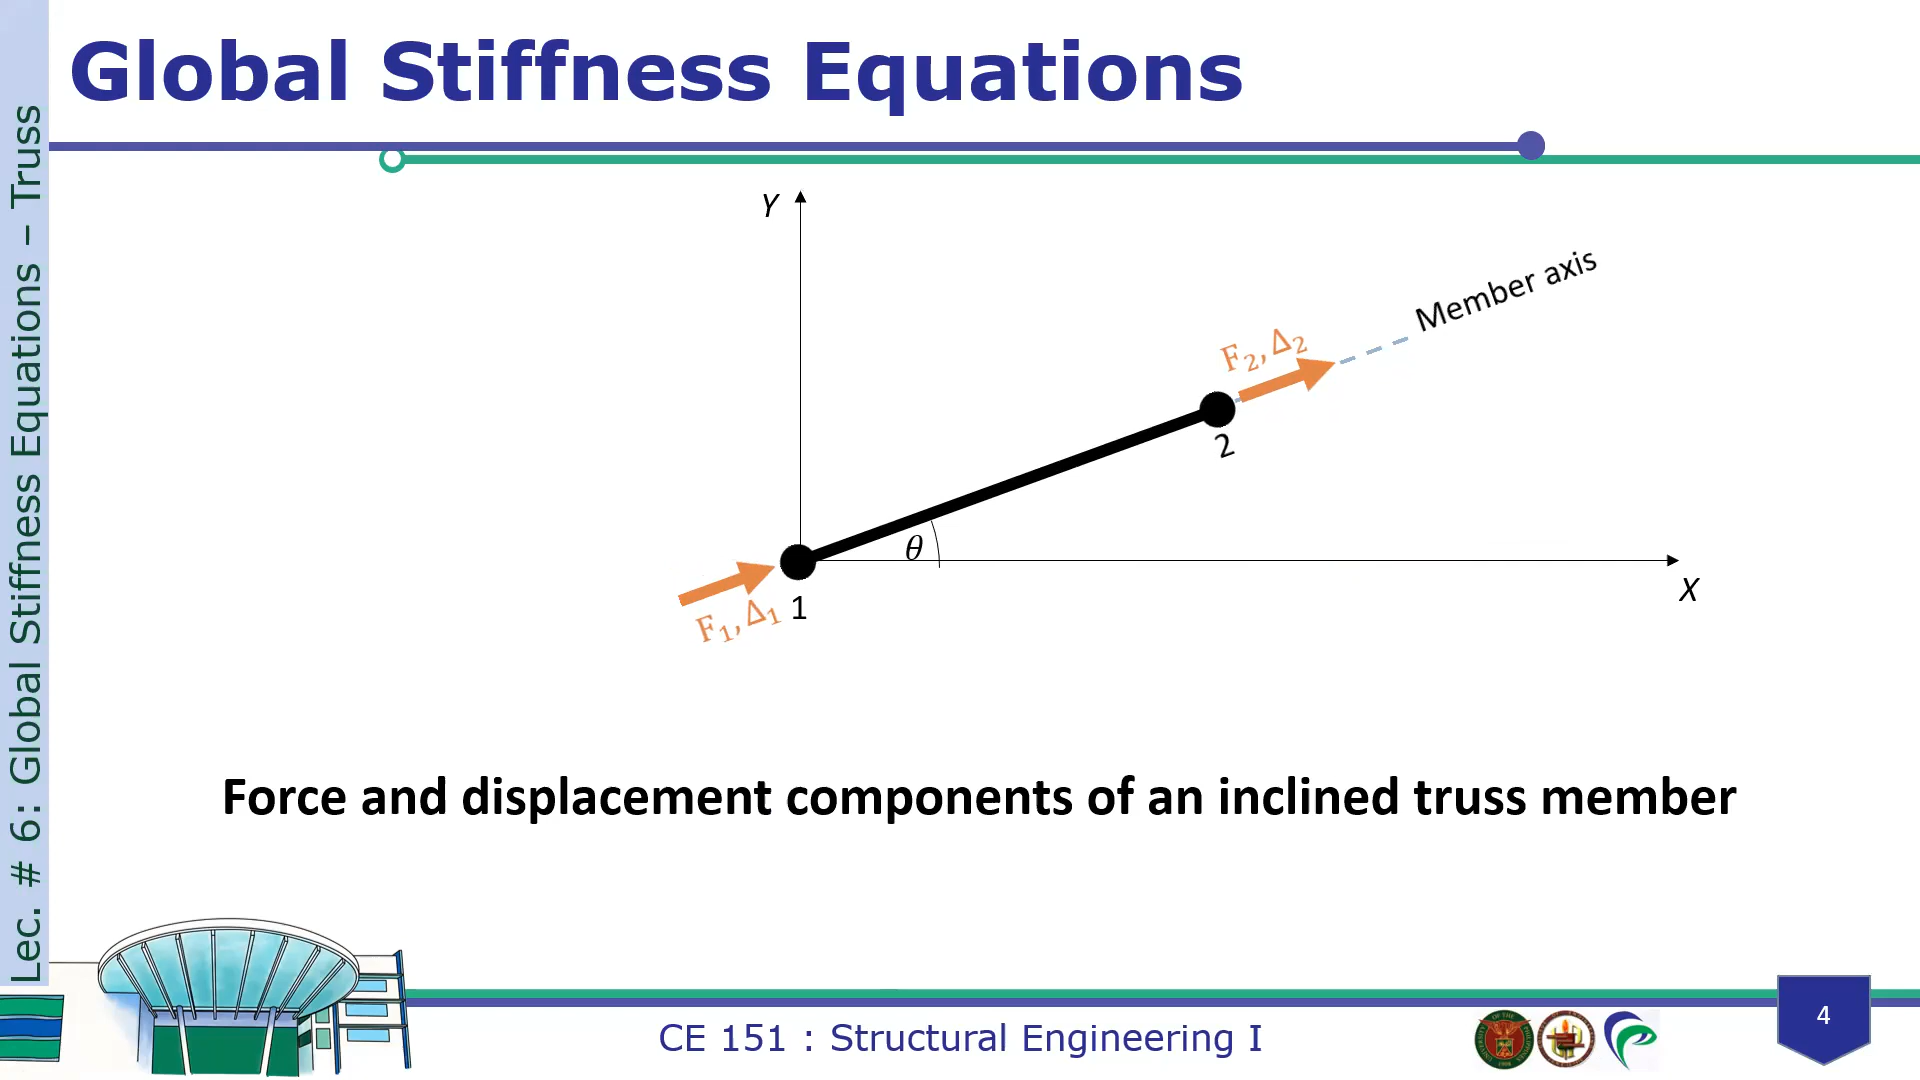 Global Stiffness Equations
Lec. # 6: Global Stiffness Equations – Truss
Y
Member axis
F₂, Δ₂
2
θ
X
1
F₁, Δ₁
Force and displacement components of an inclined truss member
CE 151 : Structural Engineering I
4